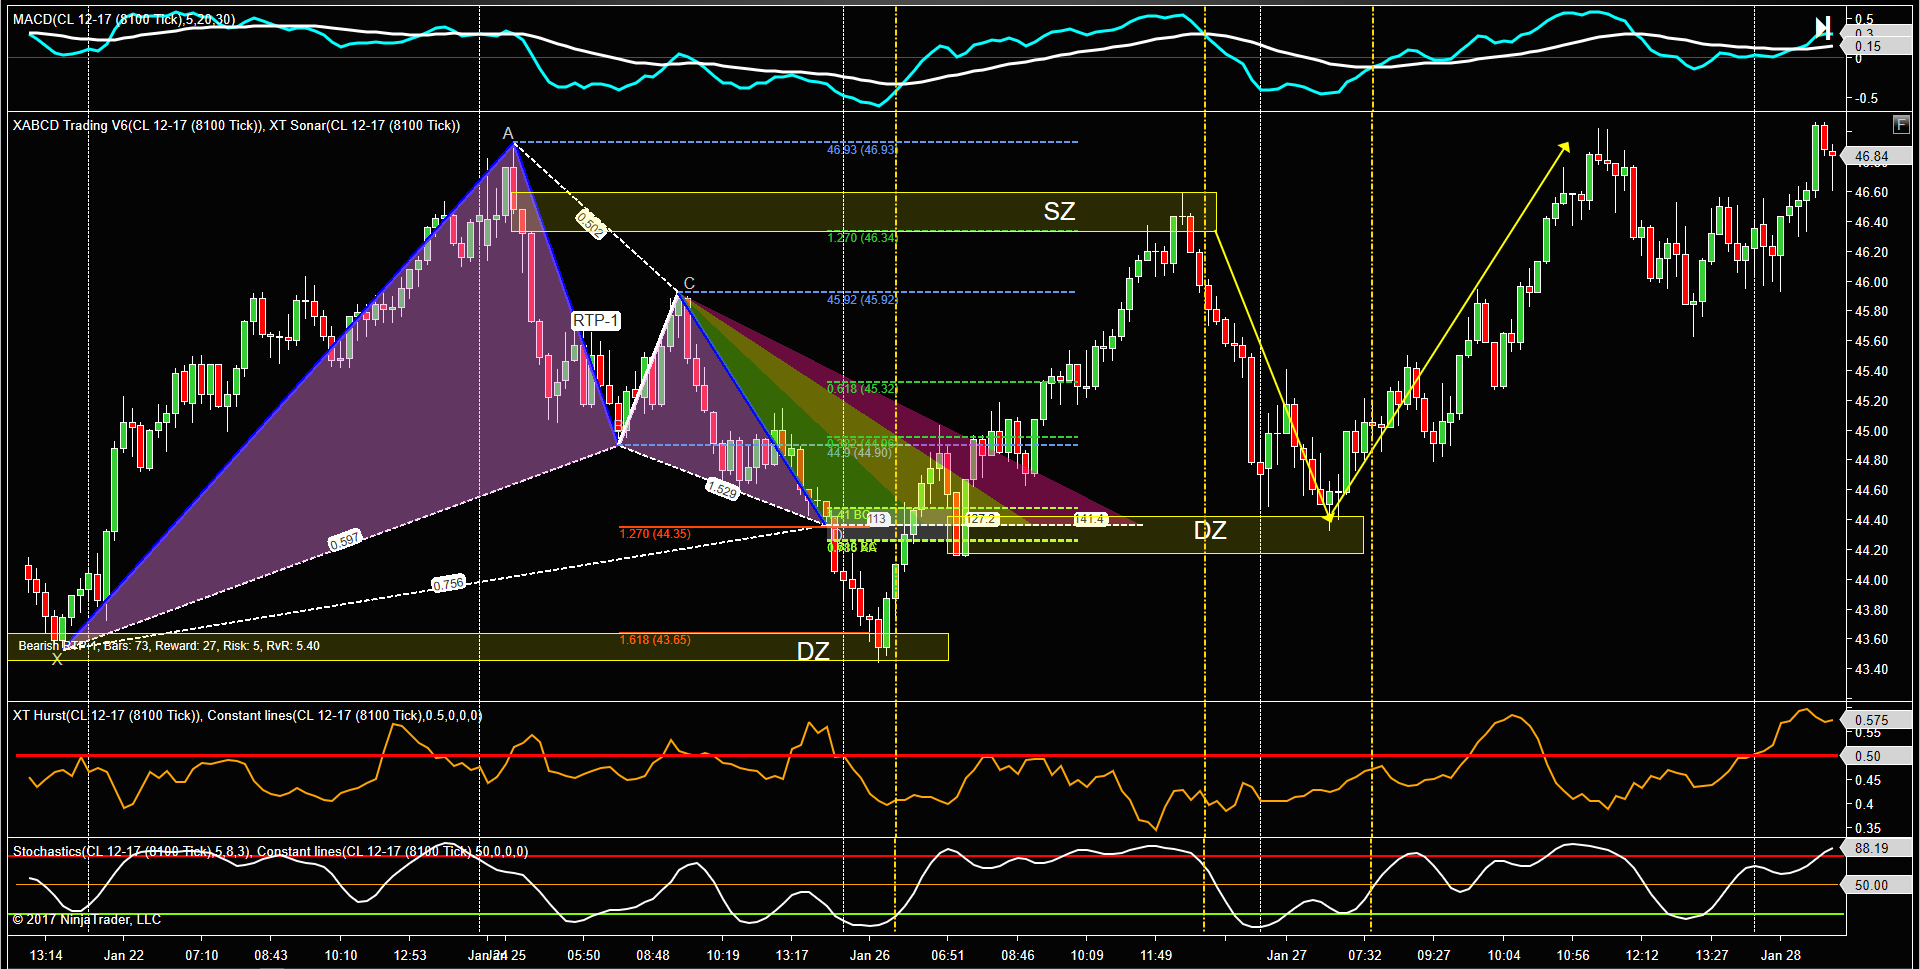 MACD(CL 12-17 (8100 Tick),5,20,30)
0.5
0.3
0.15
0
-0.5
XABCD Trading V6(CL 12-17 (8100 Tick)), XT Sonar(CL 12-17 (8100 Tick))
F
A
46.93 (46.93)
46.84
46.60
SZ
0.502
46.40
1.270 (46.34)
46.20
46.00
C
45.92 (45.92)
45.80
RTP-1
45.60
45.40
0.618 (45.32)
45.20
B
45.00
44.9 (44.90)
44.80
1.529
44.60
1.41 BC
113
127.2
141.4
44.40
DZ
1.270 (44.35)
D
0.597
44.20
0.756
44.00
43.80
1.618 (43.65)
43.60
Bearish RTP-1, Bars: 73, Reward: 27, Risk: 5, RvR: 5.40
DZ
X
43.40
XT Hurst(CL 12-17 (8100 Tick)), Constant lines(CL 12-17 (8100 Tick),0.5,0,0,0)
0.575
0.55
0.50
0.45
0.4
0.35
Stochastics(CL 12-17 (8100 Tick),5,8,3), Constant lines(CL 12-17 (8100 Tick),50,0,0,0)
88.19
50.00
© 2017 NinjaTrader, LLC
13:14 Jan 22 07:10 08:43 10:10 12:53 Jan 24 Jan 25 05:50 08:48 10:19 13:17 Jan 26 06:51 08:46 10:09 11:49 Jan 27 07:32 09:27 10:04 10:56 12:12 13:27 Jan 28